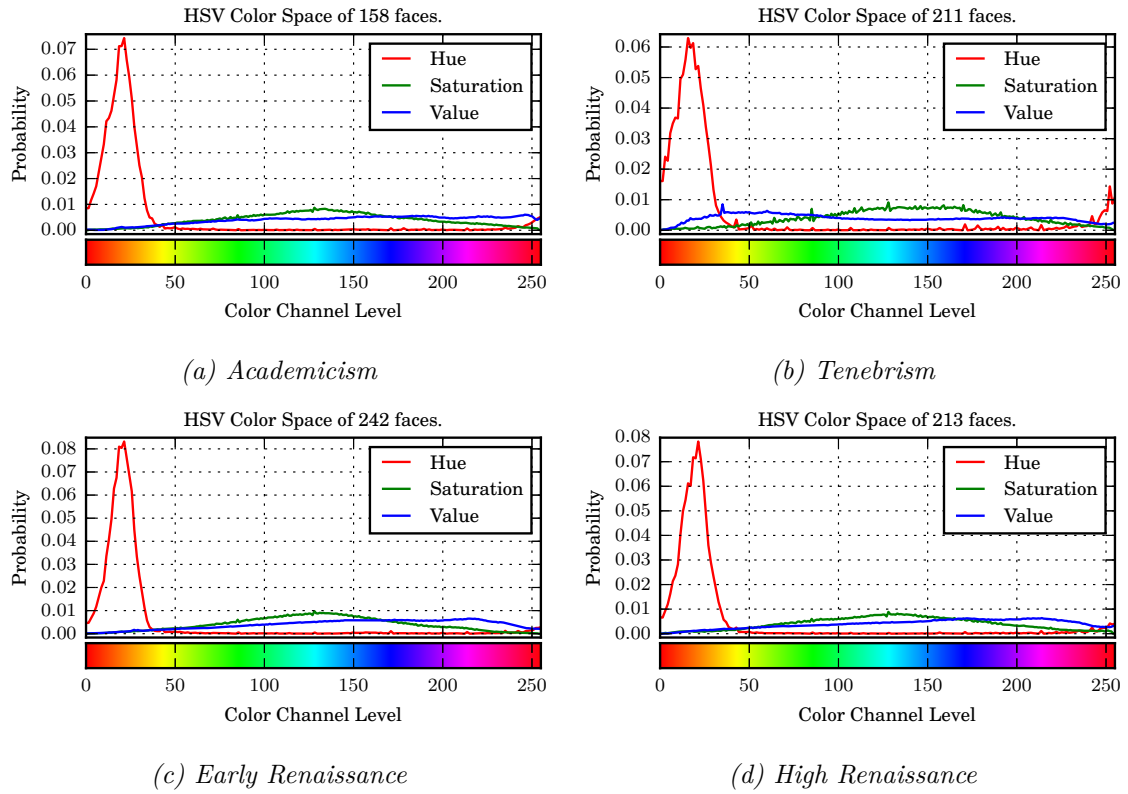 HSV Color Space of 158 faces.
0.07
0.06
0.05
0.04
0.03
0.02
0.01
0.00
Probability
Hue
Saturation
Value
0 50 100 150 200 250
Color Channel Level
(a) Academicism
HSV Color Space of 211 faces.
0.06
0.05
0.04
0.03
0.02
0.01
0.00
Probability
Hue
Saturation
Value
0 50 100 150 200 250
Color Channel Level
(b) Tenebrism
HSV Color Space of 242 faces.
0.08
0.07
0.06
0.05
0.04
0.03
0.02
0.01
0.00
Probability
Hue
Saturation
Value
0 50 100 150 200 250
Color Channel Level
(c) Early Renaissance
HSV Color Space of 213 faces.
0.08
0.07
0.06
0.05
0.04
0.03
0.02
0.01
0.00
Probability
Hue
Saturation
Value
0 50 100 150 200 250
Color Channel Level
(d) High Renaissance